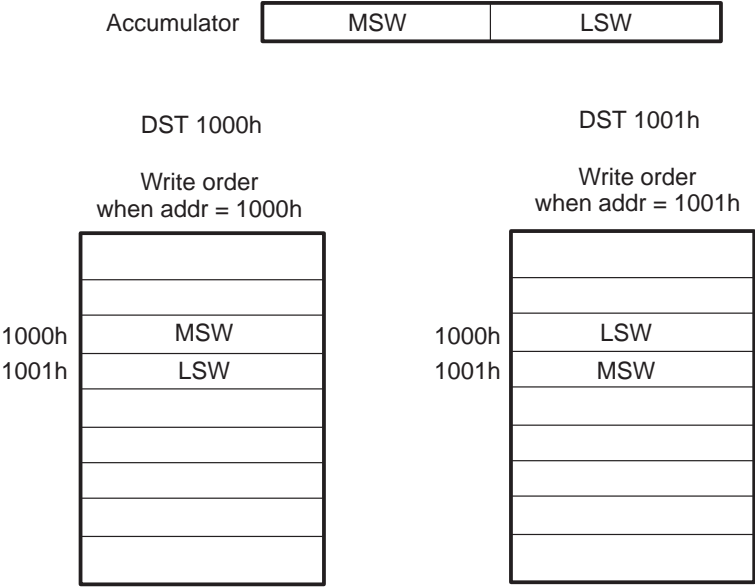 Accumulator MSW LSW
DST 1000h
Write order
when addr = 1000h
1000h MSW
1001h LSW
DST 1001h
Write order
when addr = 1001h
1000h LSW
1001h MSW